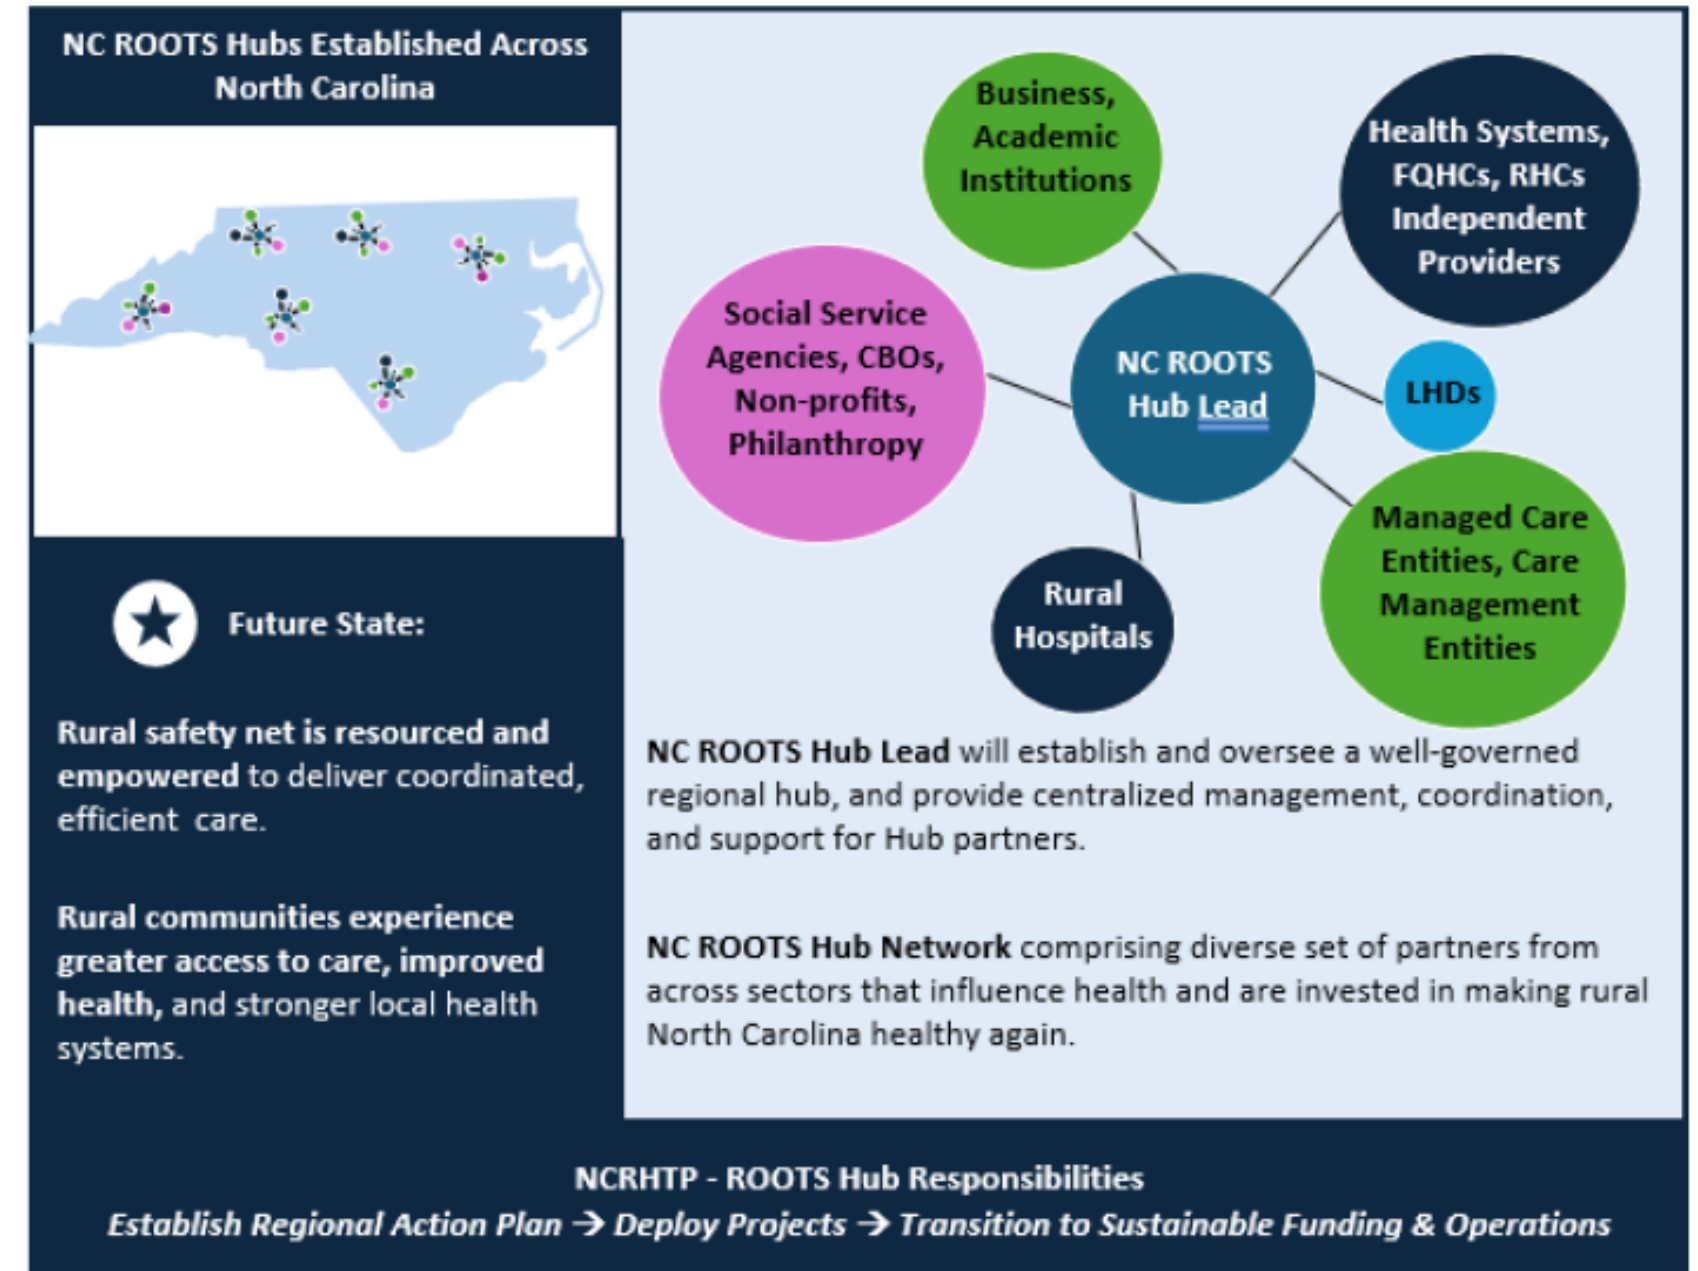 NC ROOTS Hubs Established Across
North Carolina
Future State:
Rural safety net is resourced and
empowered to deliver coordinated,
efficient  care.
Rural communities experience
greater access to care, improved
health, and stronger local health
systems.
Business,
Academic
Institutions
Health Systems,
FQHCs, RHCs
Independent
Providers
Social Service
Agencies, CBOs,
Non-profits,
Philanthropy
NC ROOTS
Hub Lead
LHDs
Managed Care
Entities, Care
Management
Entities
Rural
Hospitals
NC ROOTS Hub Lead will establish and oversee a well-governed
regional hub, and provide centralized management, coordination,
and support for Hub partners.
NC ROOTS Hub Network comprising diverse set of partners from
across sectors that influence health and are invested in making rural
North Carolina healthy again.
NCRHTP - ROOTS Hub Responsibilities
Establish Regional Action Plan → Deploy Projects → Transition to Sustainable Funding & Operations